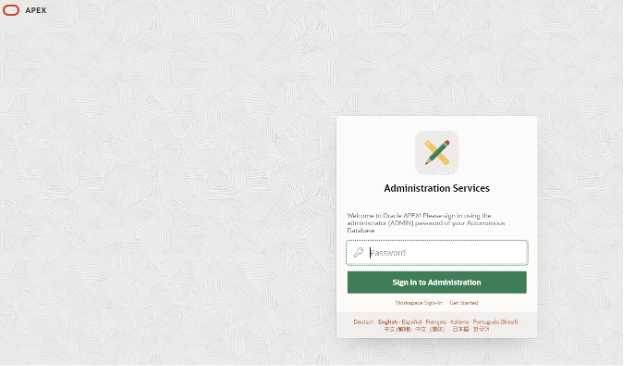 APEX
Administration Services
Welcome to Oracle APEX! Please sign in using the
administrator (ADMIN) password of your Autonomous
Database
Password
Sign In to Administration
Workspace Sign-In Get Started
Deutsch · English · Español · Français · Italiano · Português (Brasil)
中文 (繁體) · 中文 (简体) · 日本語 · 한국어